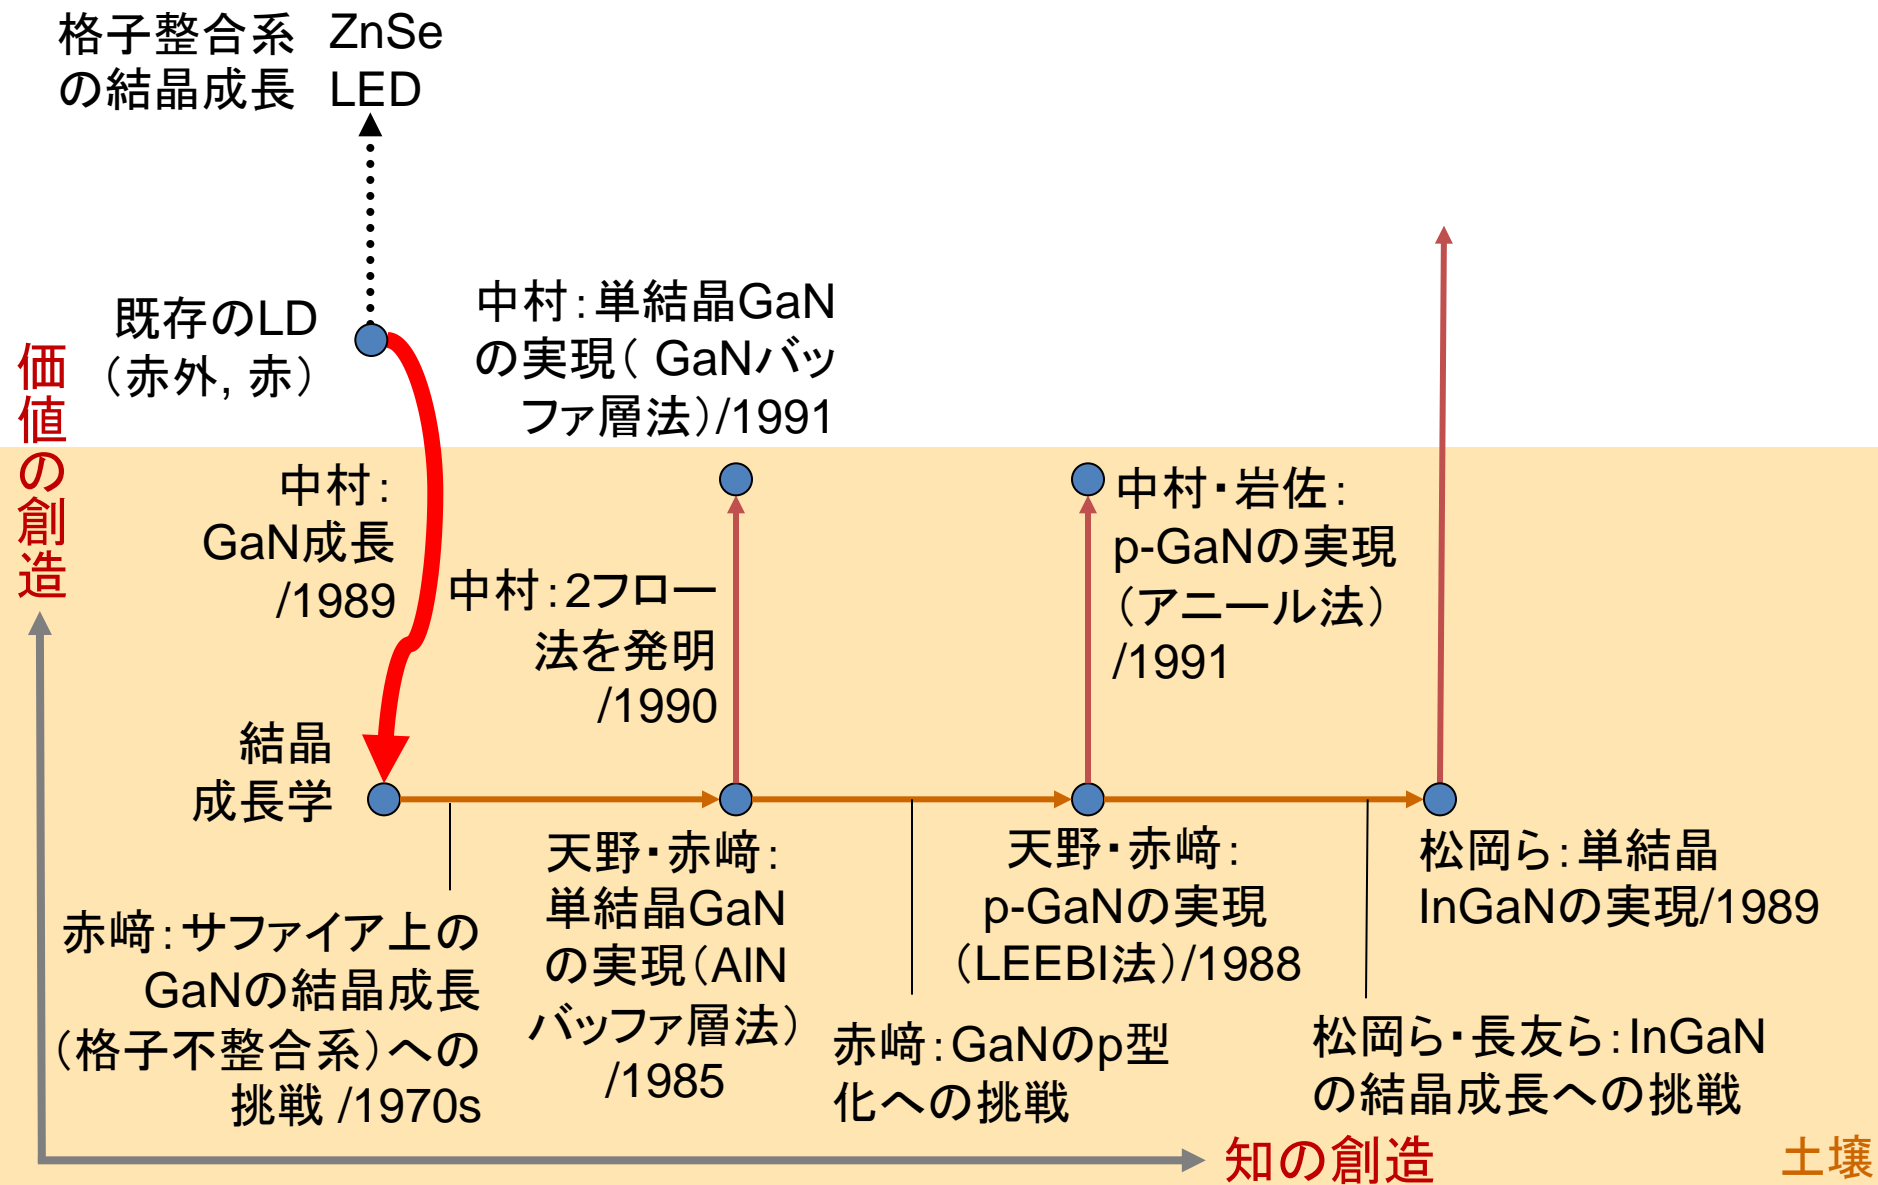 格子整合系
の結晶成長
ZnSe
LED
既存のLD
（赤外, 赤）
中村：単結晶GaN
の実現（ GaNバッ
ファ層法）/1991
価値の創造
中村：
GaN成長
/1989
中村：2フロー
法を発明
/1990
中村・岩佐：
p-GaNの実現
（アニール法）
/1991
結晶
成長学
天野・赤﨑：
単結晶GaN
の実現（AlN
バッファ層法）
/1985
天野・赤﨑：
p-GaNの実現
（LEEBI法）/1988
松岡ら：単結晶
InGaNの実現/1989
赤﨑：サファイア上の
GaNの結晶成長
（格子不整合系）への
挑戦 /1970s
赤﨑：GaNのp型
化への挑戦
松岡ら・長友ら：InGaN
の結晶成長への挑戦
知の創造
土壌